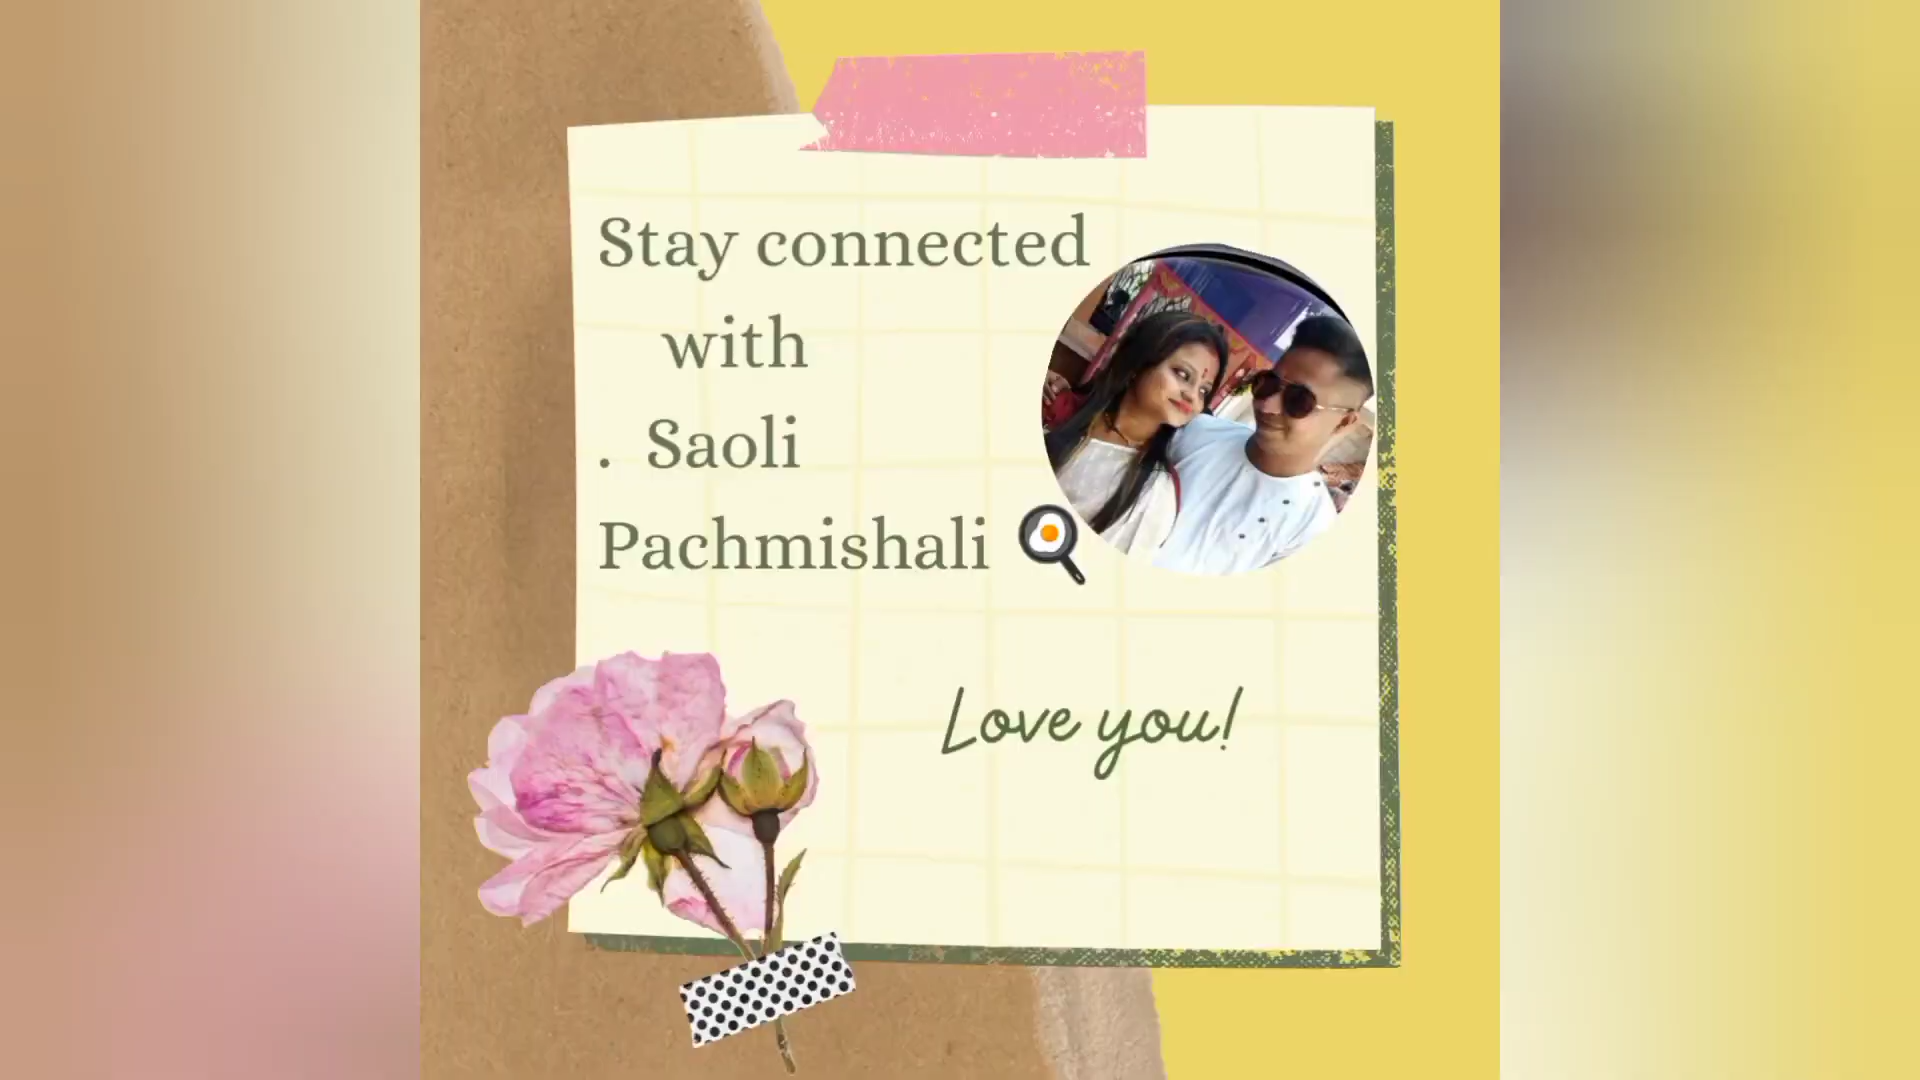 Stay connected
with
. Saoli
Pachmishali 🍳
Love you!